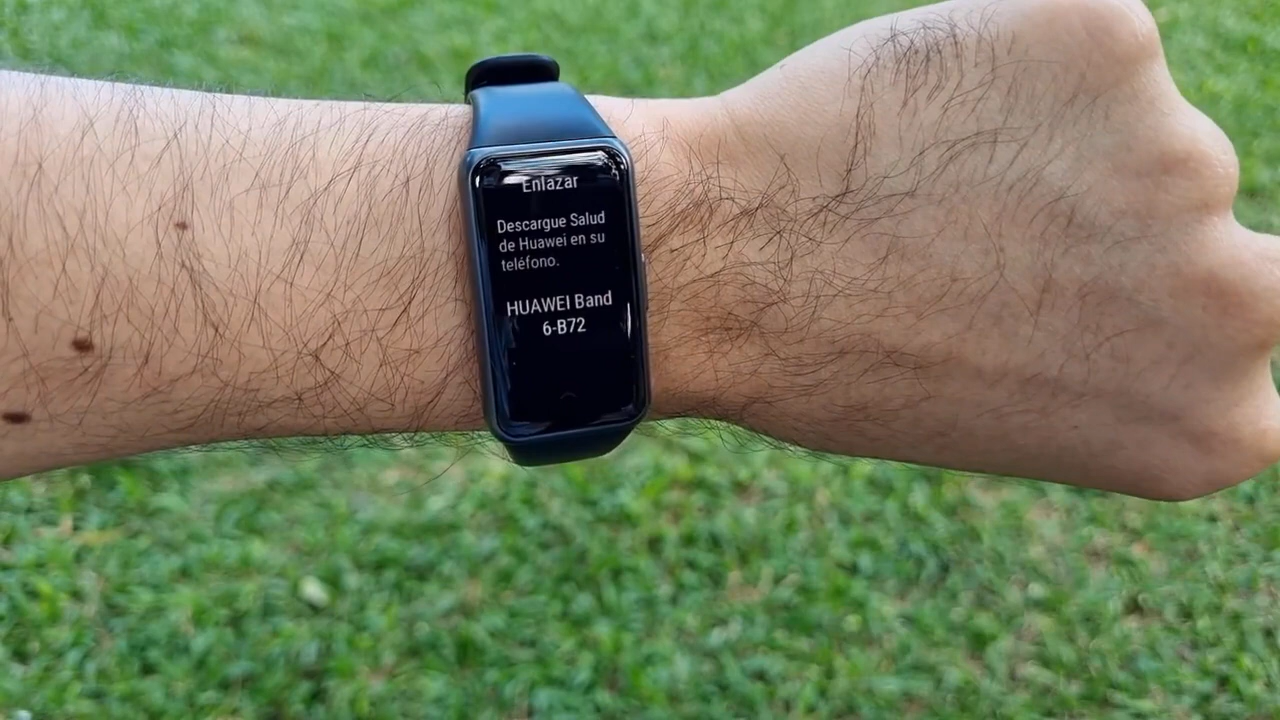 Enlazar
Descargue Salud
de Huawei en su
teléfono.
HUAWEI Band
6-B72